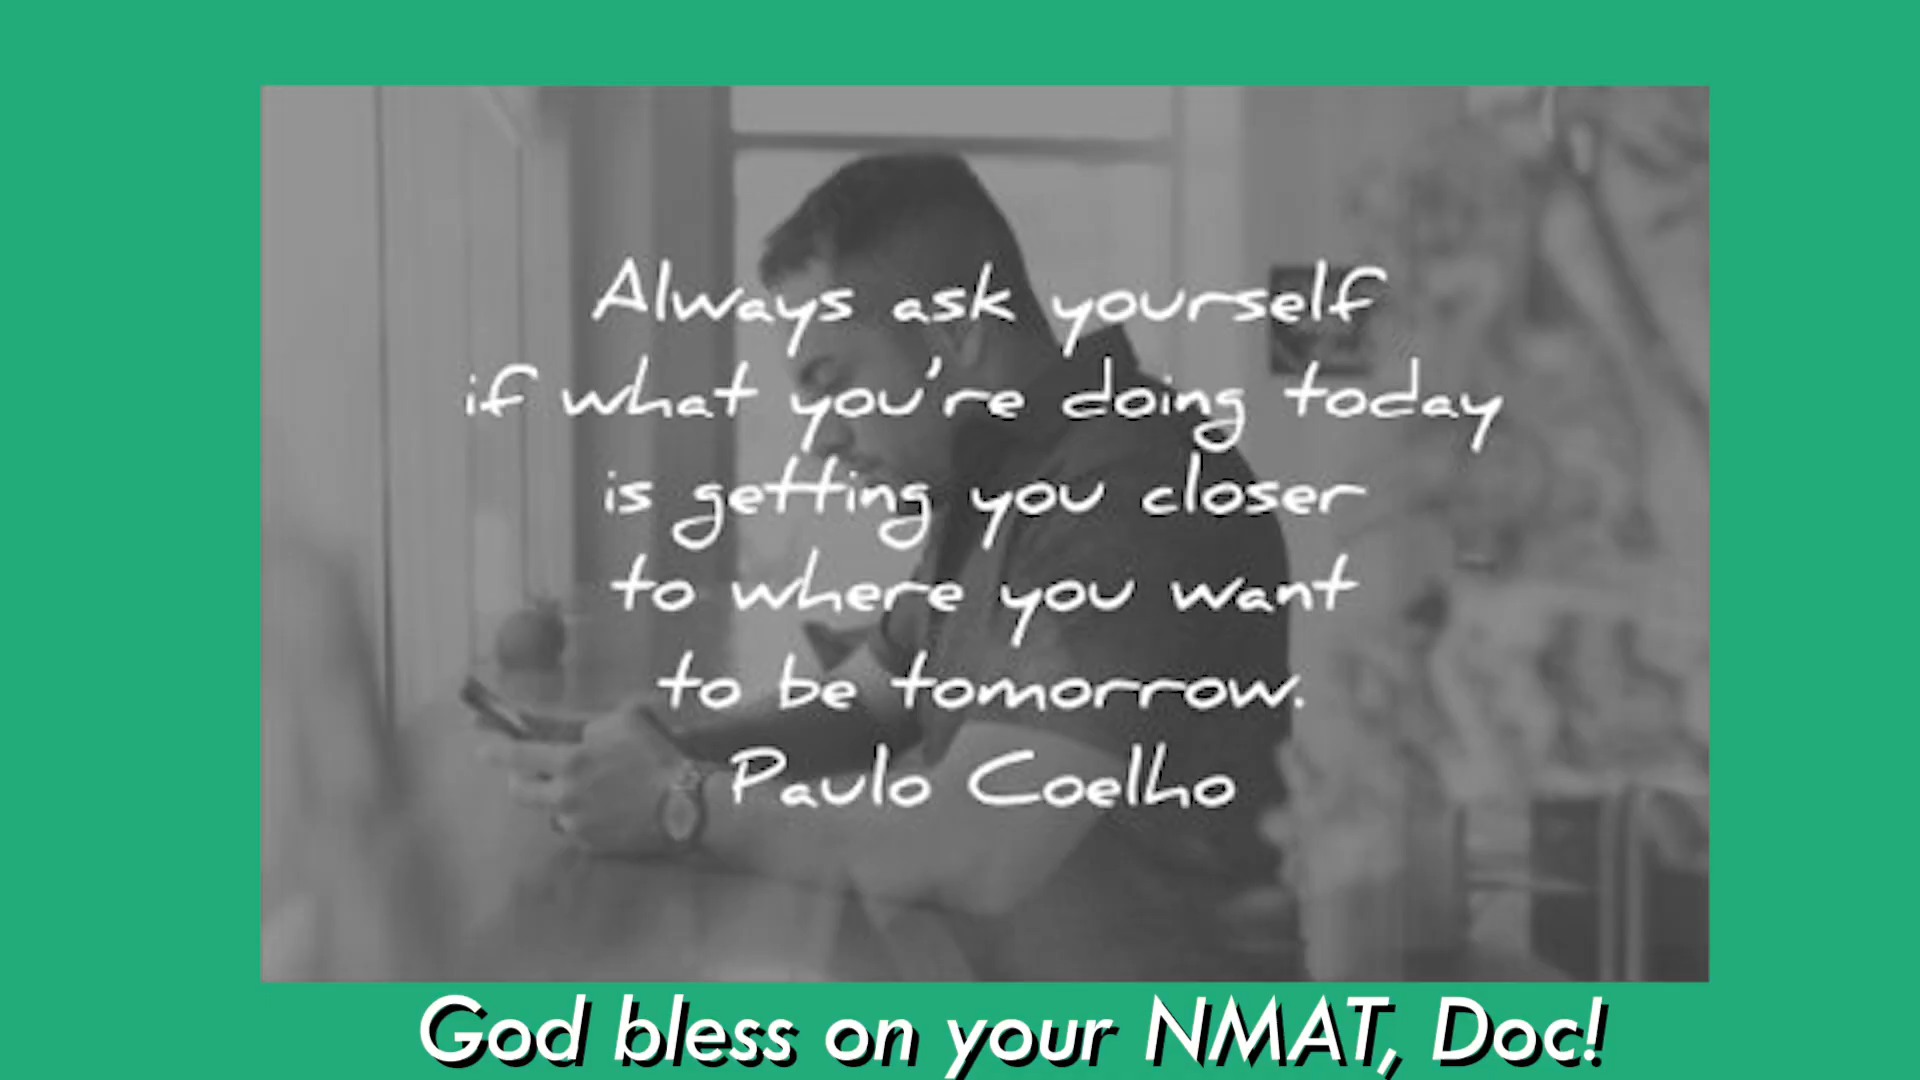 Always ask yourself
if what you're doing today
is getting you closer
to where you want
to be tomorrow.
Paulo Coelho
God bless on your NMAT, Doc!